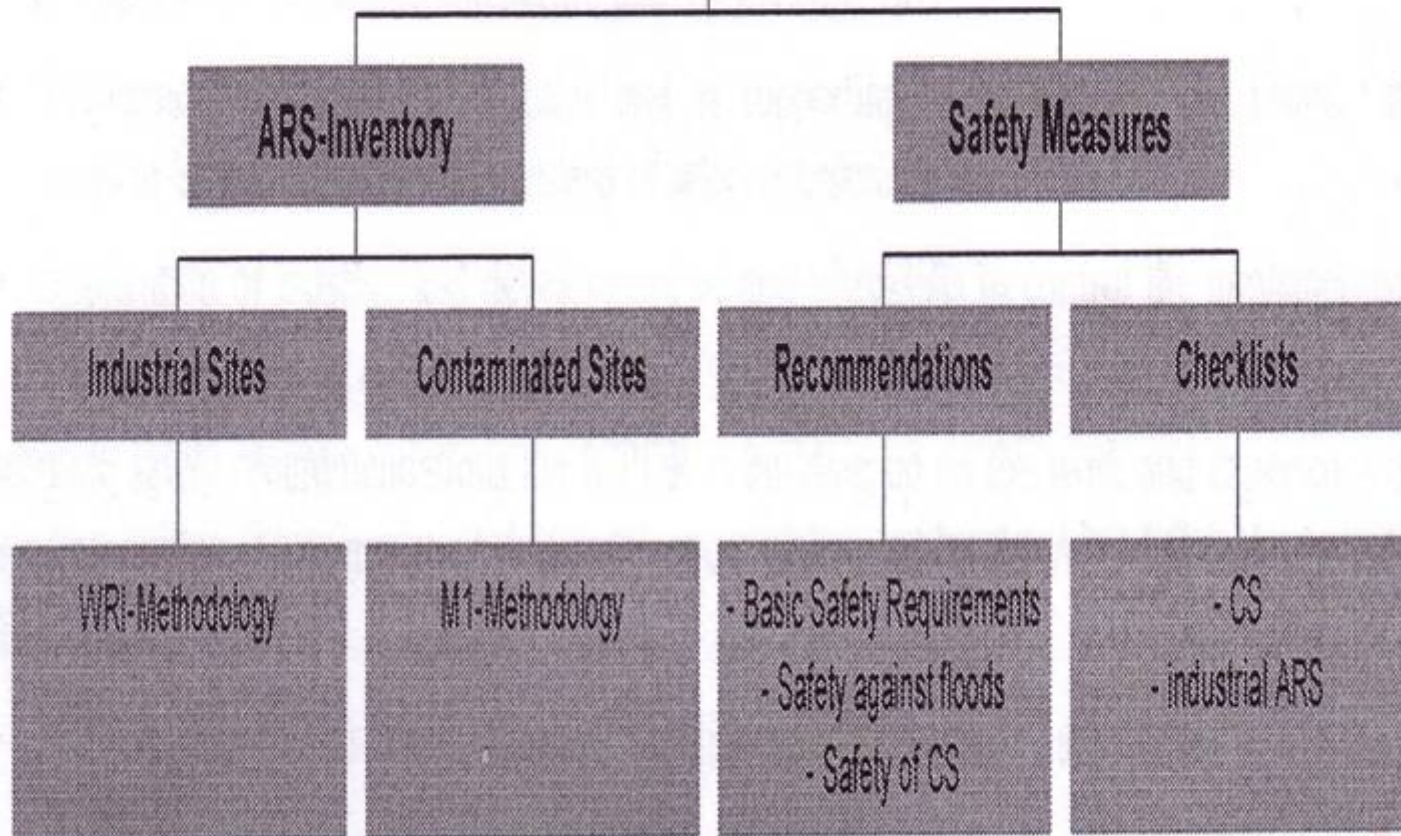 ARS-Inventory
Safety Measures
Industrial Sites
Contaminated Sites
Recommendations
Checklists
WRI-Methodology
M1-Methodology
- Basic Safety Requirements
- Safety against floods
- Safety of CS
- CS
- industrial ARS